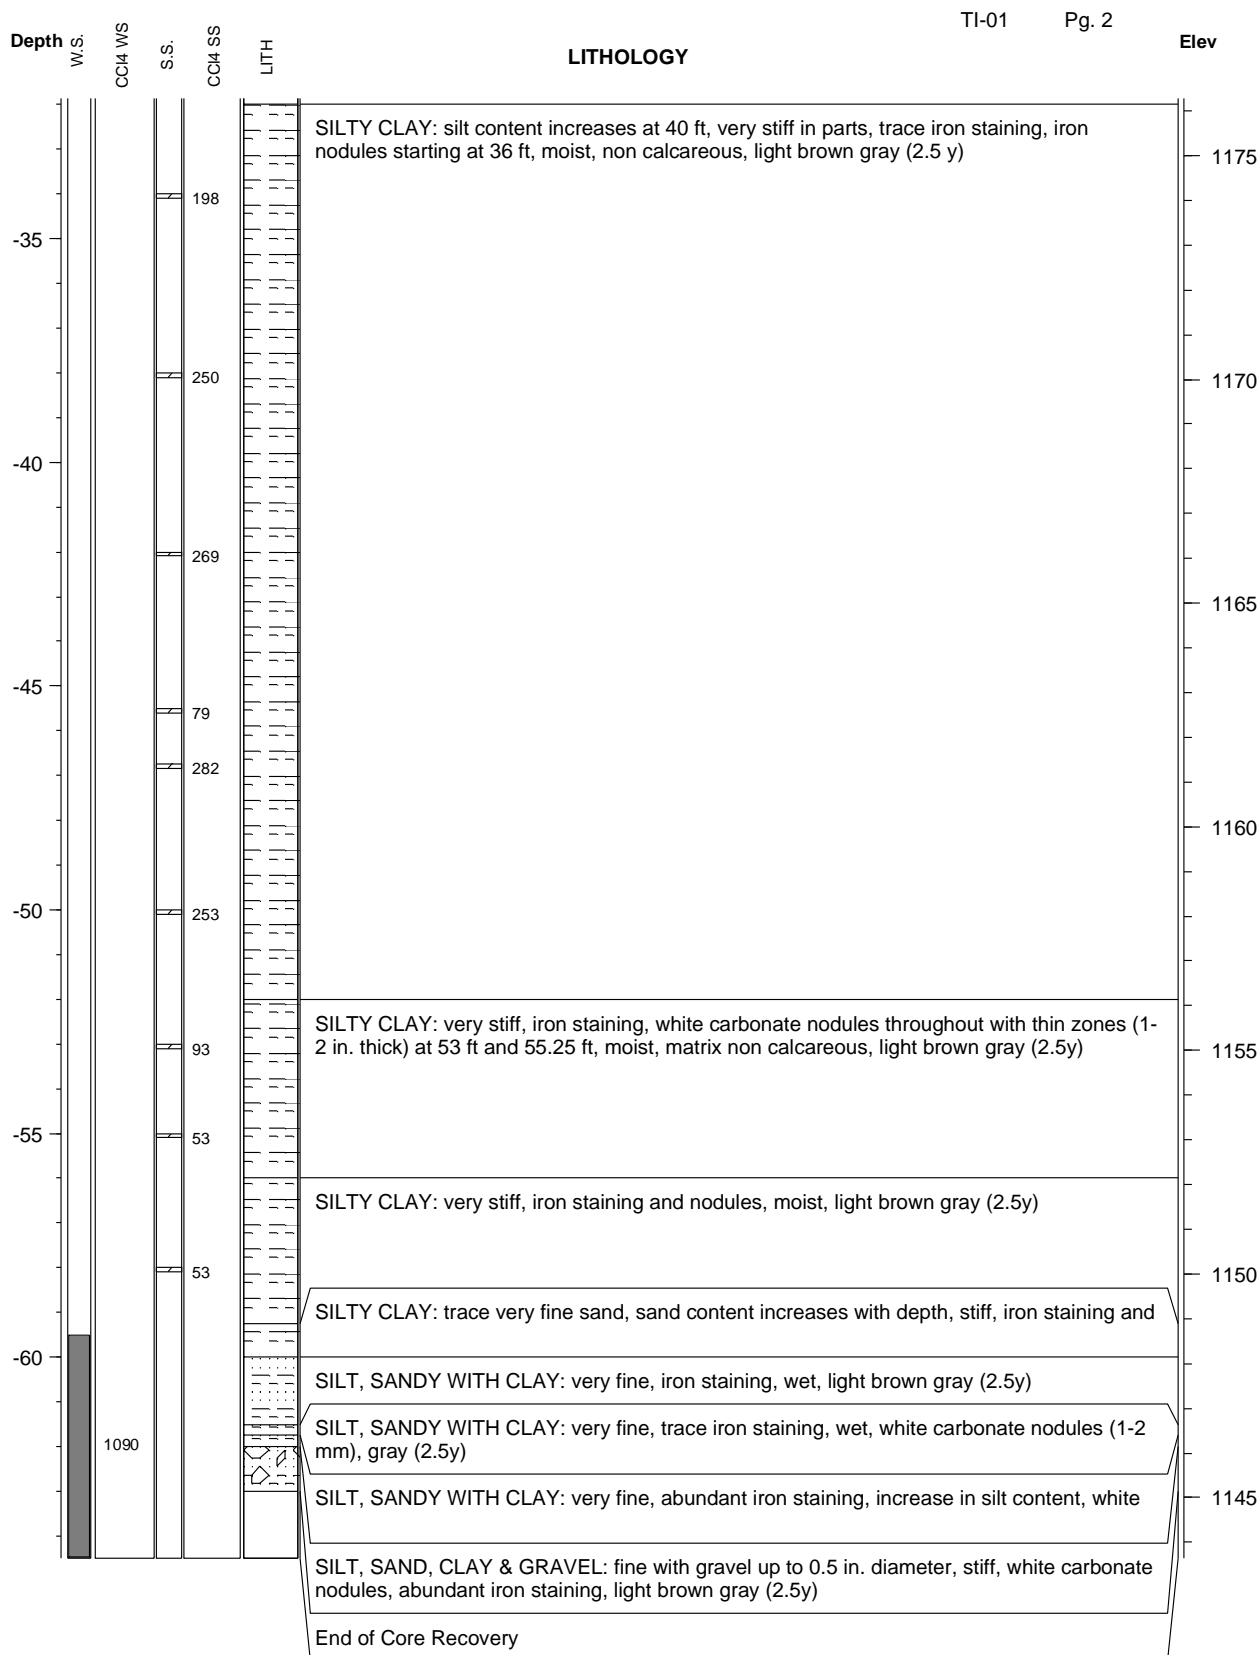 TI-01 Pg. 2
Depth W.S. CCl4 WS S.S. CCl4 SS LITH LITHOLOGY Elev
SILTY CLAY: silt content increases at 40 ft, very stiff in parts, trace iron staining, iron
nodules starting at 36 ft, moist, non calcareous, light brown gray (2.5 y)
1175
198
-35
250
1170
-40
269
1165
-45
79
282
1160
-50
253
SILTY CLAY: very stiff, iron staining, white carbonate nodules throughout with thin zones (1-
2 in. thick) at 53 ft and 55.25 ft, moist, matrix non calcareous, light brown gray (2.5y)
93
1155
-55
53
SILTY CLAY: very stiff, iron staining and nodules, moist, light brown gray (2.5y)
53
1150
SILTY CLAY: trace very fine sand, sand content increases with depth, stiff, iron staining and
-60
SILT, SANDY WITH CLAY: very fine, iron staining, wet, light brown gray (2.5y)
SILT, SANDY WITH CLAY: very fine, trace iron staining, wet, white carbonate nodules (1-2
mm), gray (2.5y)
1090
SILT, SANDY WITH CLAY: very fine, abundant iron staining, increase in silt content, white
1145
SILT, SAND, CLAY & GRAVEL: fine with gravel up to 0.5 in. diameter, stiff, white carbonate
nodules, abundant iron staining, light brown gray (2.5y)
End of Core Recovery